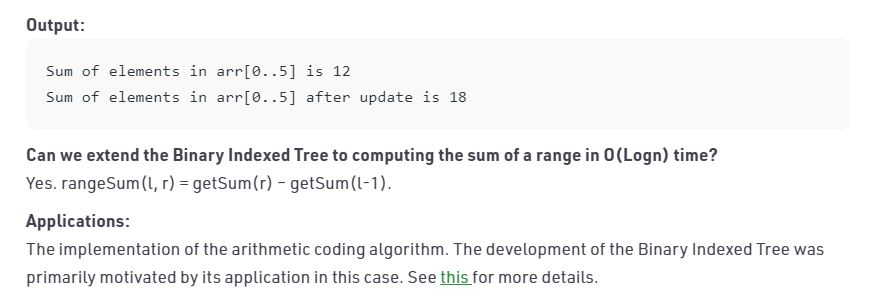 Output:
Sum of elements in arr[0..5] is 12
Sum of elements in arr[0..5] after update is 18
Can we extend the Binary Indexed Tree to computing the sum of a range in O(Logn) time?
Yes. rangeSum(l, r) = getSum(r) – getSum(l-1).
Applications:
The implementation of the arithmetic coding algorithm. The development of the Binary Indexed Tree was
primarily motivated by its application in this case. See this for more details.